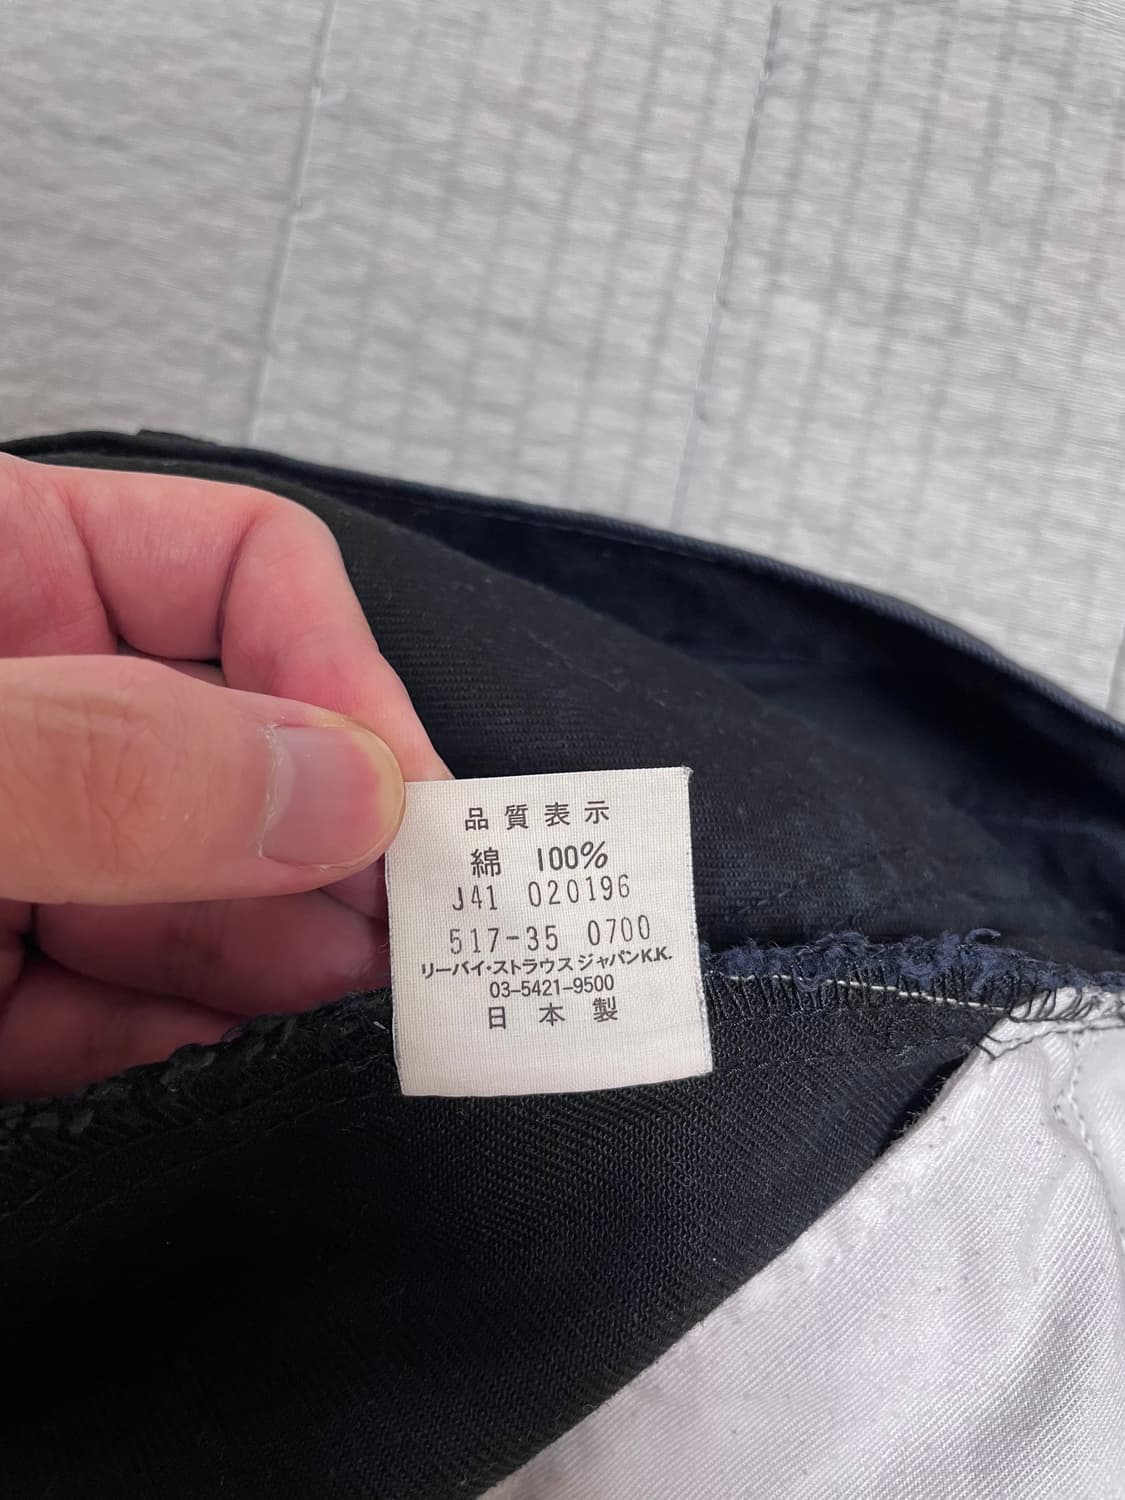 品質表示
綿 100%
J41 020196
517-35 0700
リーバイ・ストラウス ジャパンK.K.
03-5421-9500
日本製